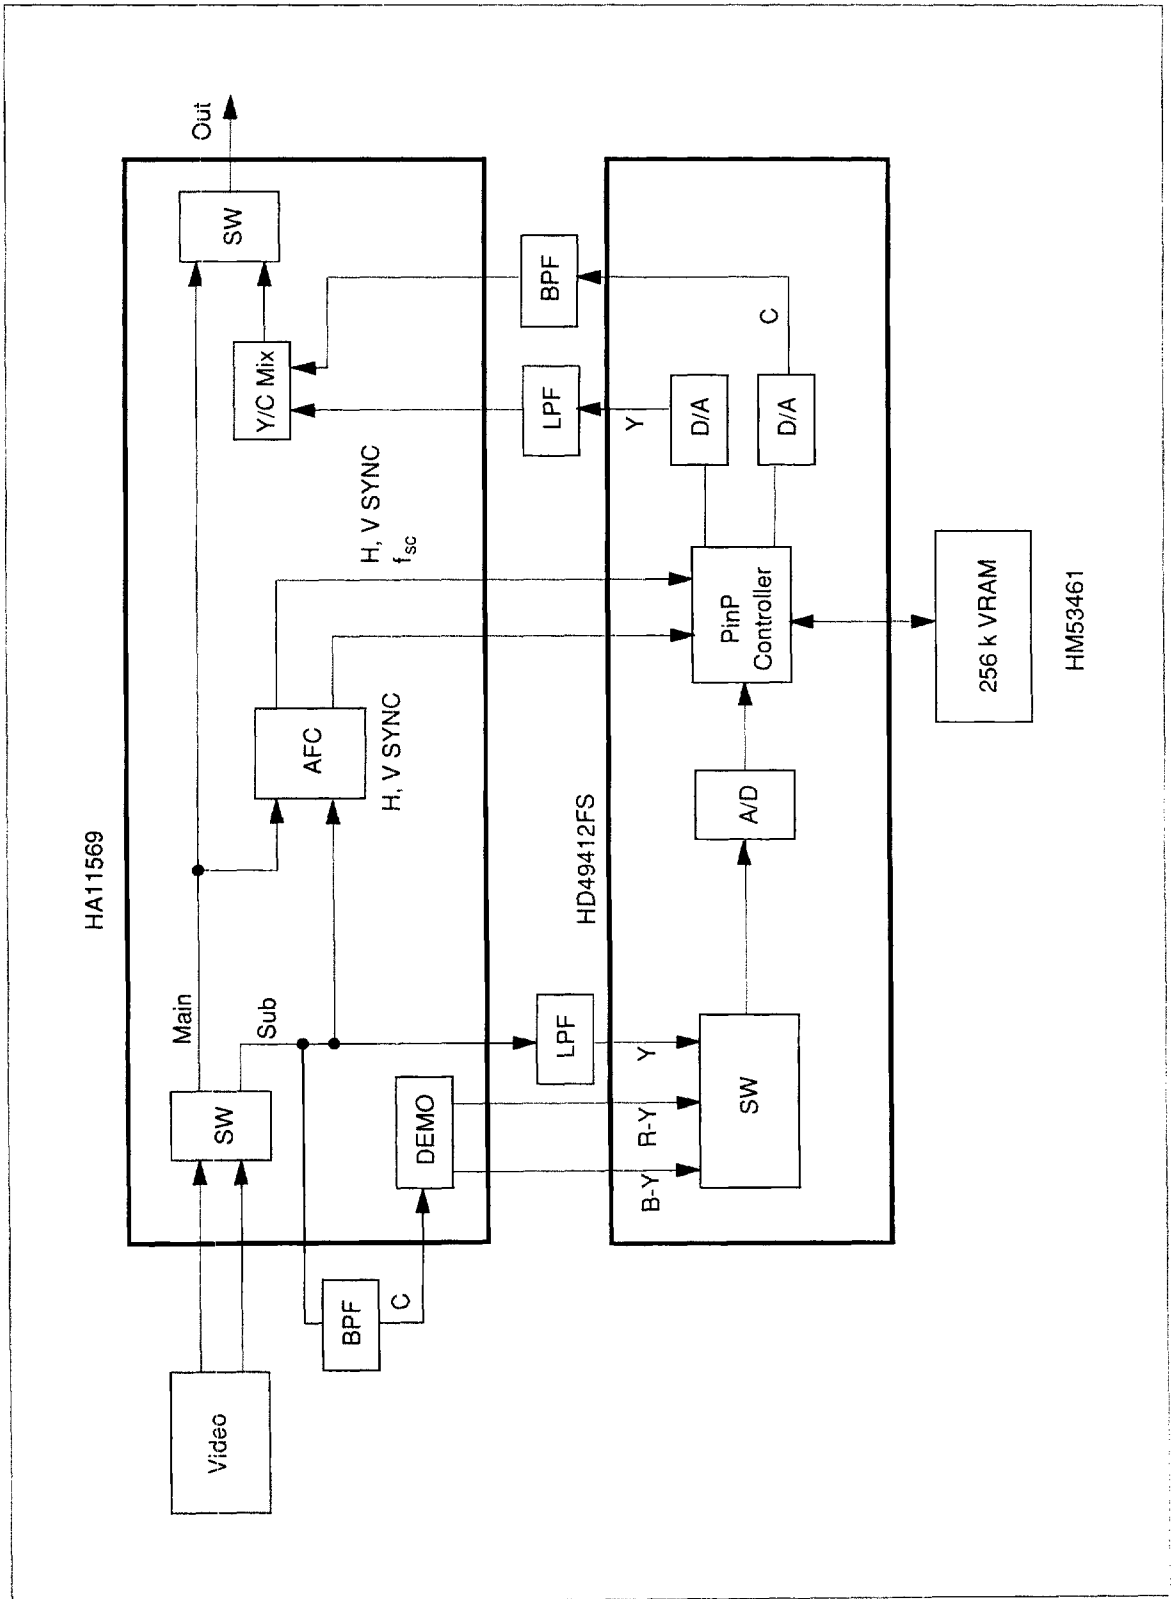 HA11569
Out
SW
Main
Y/C Mix
Video
SW
Sub
AFC
H, V SYNC
f_sc
H, V SYNC
BPF
C
DEMO
LPF
LPF
BPF
HD49412FS
B-Y
R-Y
Y
Y
C
SW
A/D
PinP
Controller
D/A
D/A
256 k VRAM
HM53461